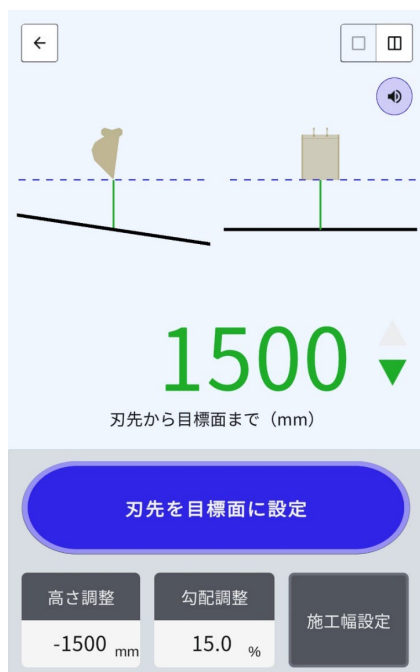 1500
刃先から目標面まで（mm）
刃先を目標面に設定
高さ調整
-1500 mm
勾配調整
15.0 %
施工幅設定